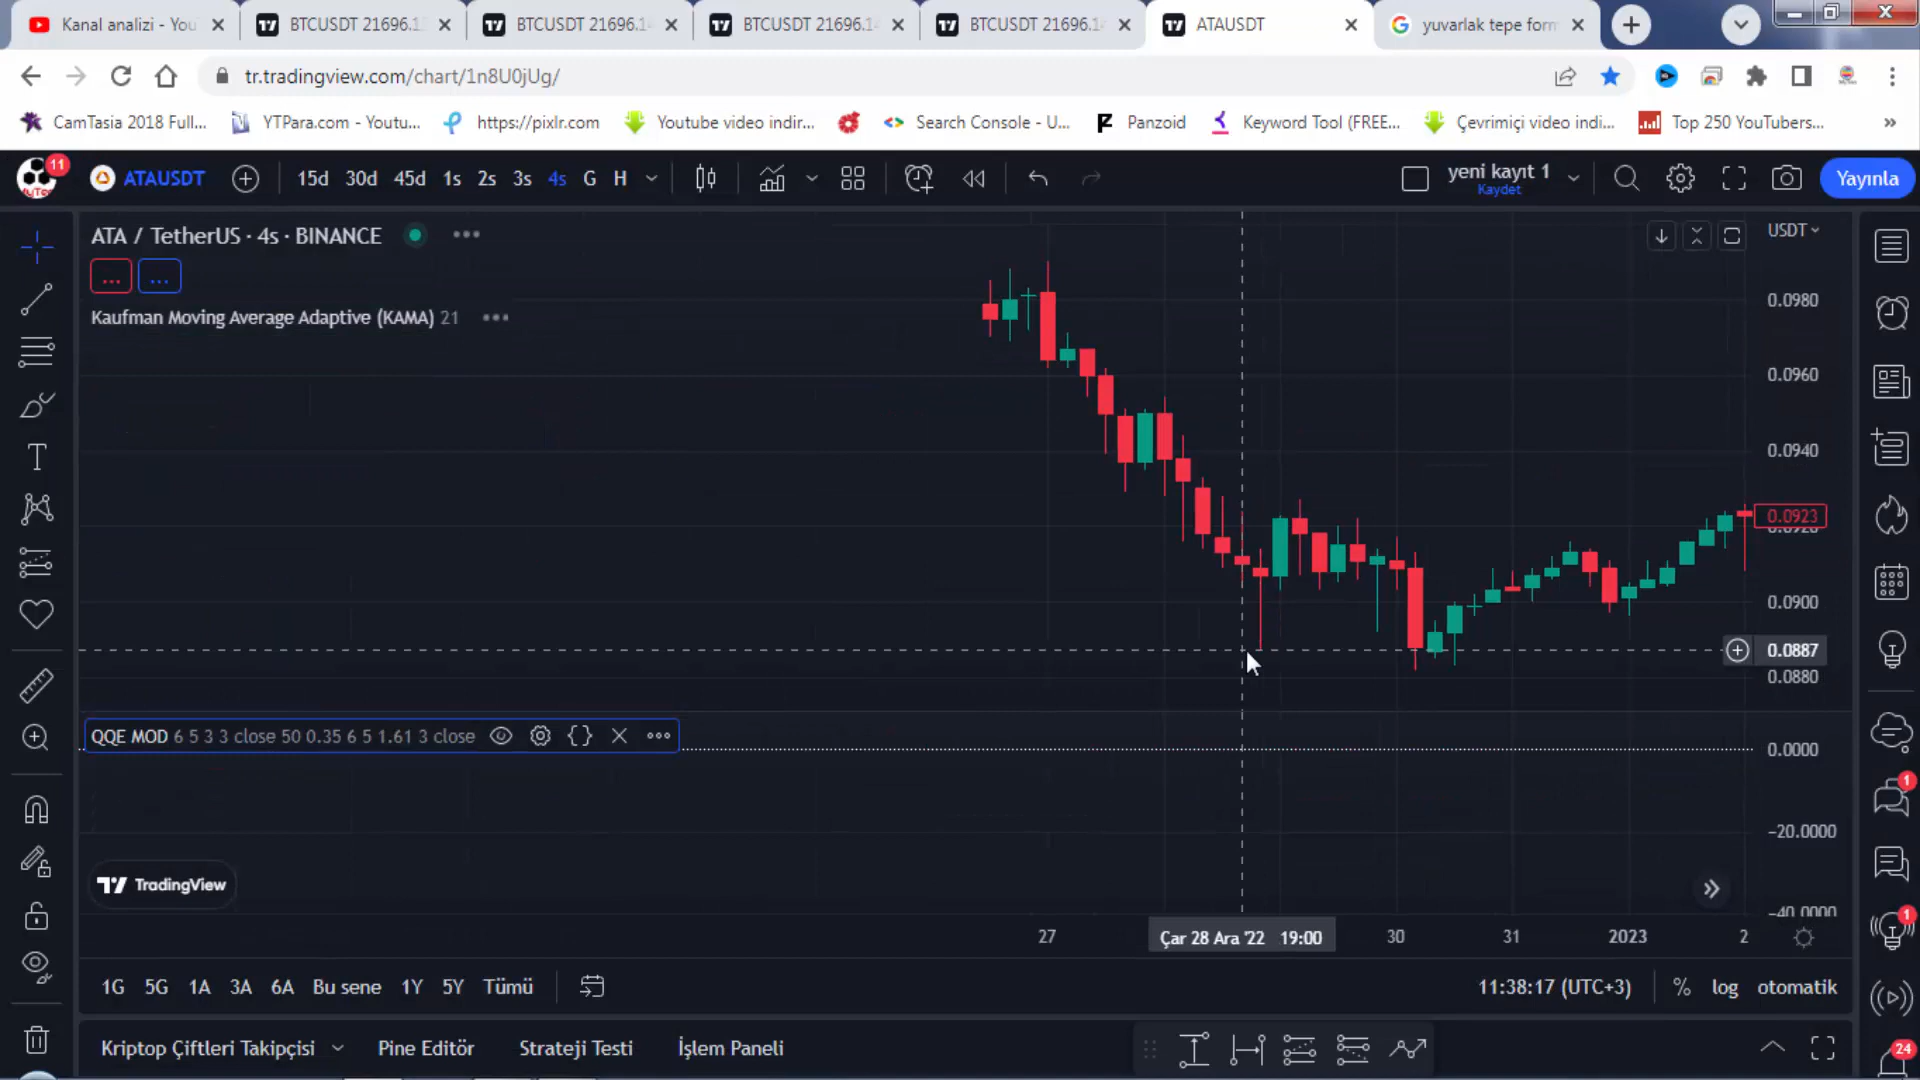 Kanal analizi - You
BTCUSDT 21696.1
BTCUSDT 21696.1
BTCUSDT 21696.1
BTCUSDT 21696.1
ATAUSDT
yuvarlak tepe form
tr.tradingview.com/chart/1n8U0jUg/
CamTasia 2018 Full...
YTPara.com - Youtu...
https://pixlr.com
Youtube video indir...
Search Console - U...
Panzoid
Keyword Tool (FREE...
Çevrimiçi video indi...
Top 250 YouTubers...
»
11
ATAUSDT
15d 30d 45d 1s 2s 3s 4s G H
yeni kayıt 1
Kaydet
Yayınla
ATA / TetherUS · 4s · BINANCE
USDT
... ...
Kaufman Moving Average Adaptive (KAMA) 21
0.0980
0.0960
0.0940
0.0923
0.0920
0.0900
0.0887
0.0880
QQE MOD 6 5 3 3 close 50 0.35 6 5 1.61 3 close
0.0000
−20.0000
−40.0000
TradingView
27
Çar 28 Ara '22 19:00
30
31
2023
2
1
1
24
1G 5G 1A 3A 6A Bu sene 1Y 5Y Tümü
11:38:17 (UTC+3)
% log otomatik
Kriptop Çiftleri Takipçisi
Pine Editör
Strateji Testi
İşlem Paneli